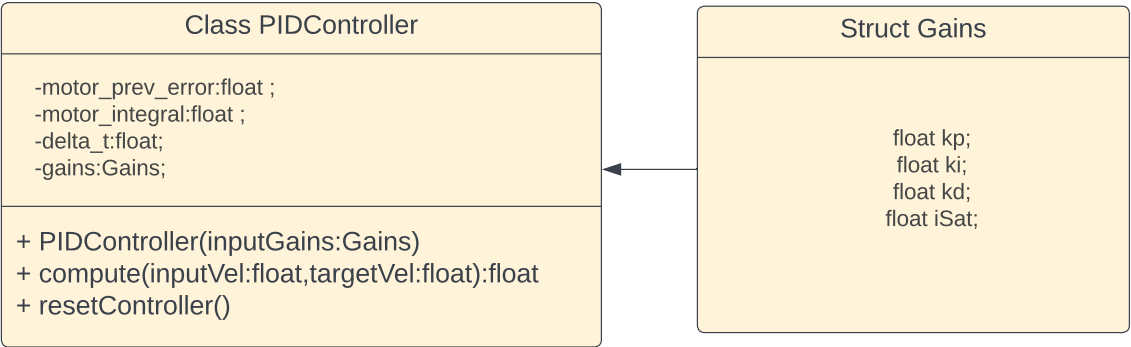 Class PIDController
-motor_prev_error:float ;
-motor_integral:float ;
-delta_t:float;
-gains:Gains;
+ PIDController(inputGains:Gains)
+ compute(inputVel:float,targetVel:float):float
+ resetController()
Struct Gains
float kp;
float ki;
float kd;
float iSat;